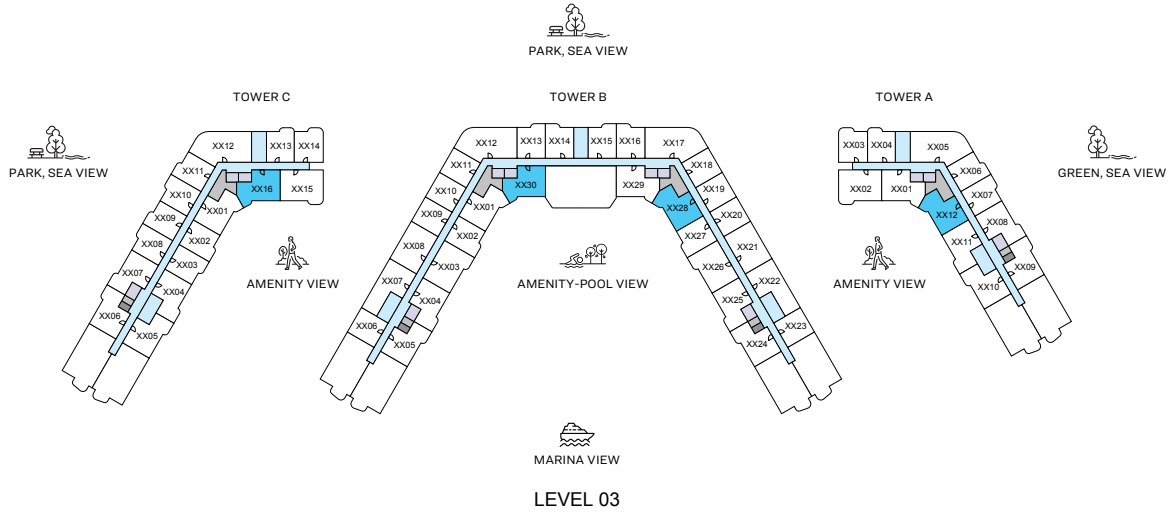 PARK, SEA VIEW
TOWER C
TOWER B
TOWER A
PARK, SEA VIEW
GREEN, SEA VIEW
XX12
XX13
XX14
XX11
XX16
XX15
XX10
XX01
XX09
XX02
XX08
XX03
XX07
XX04
XX06
XX05
AMENITY VIEW
XX12
XX13
XX14
XX15
XX16
XX17
XX11
XX18
XX30
XX29
XX19
XX10
XX01
XX28
XX20
XX09
XX02
XX27
XX21
XX08
XX03
XX26
XX22
XX07
XX04
XX25
XX23
XX06
XX05
XX24
AMENITY-POOL VIEW
XX03
XX04
XX05
XX06
XX02
XX01
XX07
XX12
XX08
XX11
XX09
XX10
AMENITY VIEW
MARINA VIEW
LEVEL 03